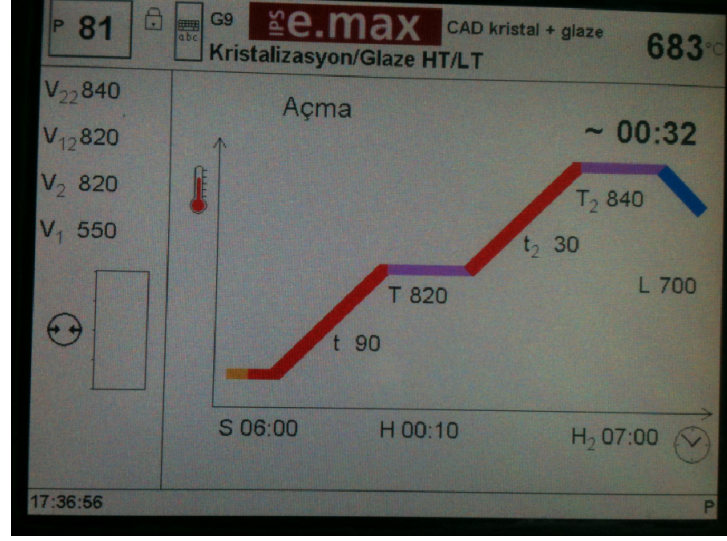 P 81 abc G9 IPS e.max CAD kristal + glaze 683°C
Kristalizasyon/Glaze HT/LT
V22 840
V12 820
V2 820
V1 550
Açma
~ 00:32
T2 840
t2 30
L 700
T 820
t 90
S 06:00 H 00:10 H2 07:00
17:36:56 P